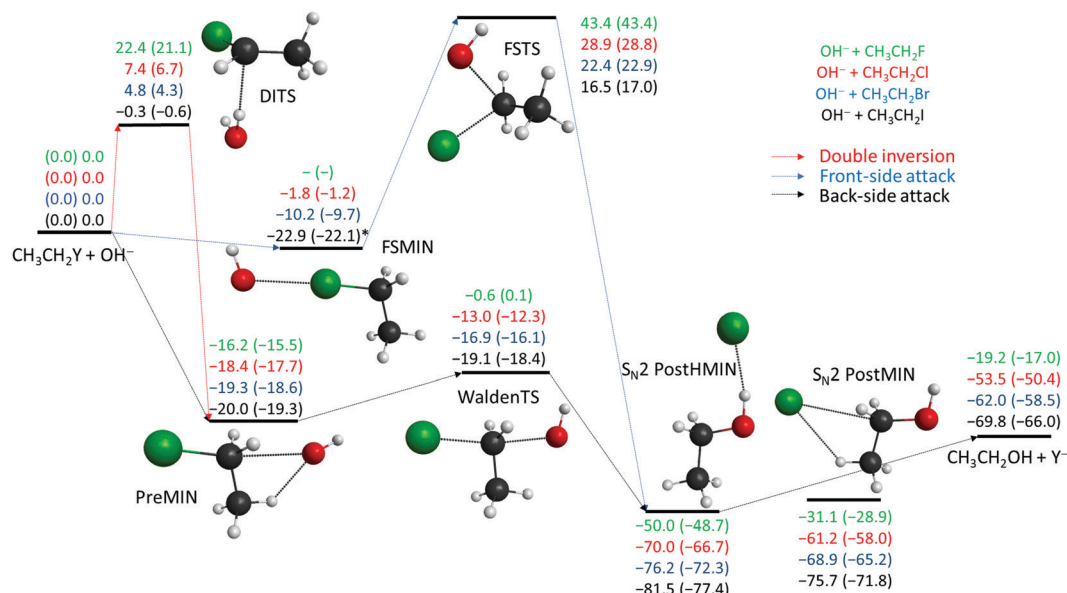 22.4 (21.1)
7.4 (6.7)
4.8 (4.3)
−0.3 (−0.6)
DITS
FSTS
43.4 (43.4)
28.9 (28.8)
22.4 (22.9)
16.5 (17.0)
OH⁻ + CH₃CH₂F
OH⁻ + CH₃CH₂Cl
OH⁻ + CH₃CH₂Br
OH⁻ + CH₃CH₂I
Double inversion
Front-side attack
Back-side attack
(0.0) 0.0
(0.0) 0.0
(0.0) 0.0
(0.0) 0.0
CH₃CH₂Y + OH⁻
− (−)
−1.8 (−1.2)
−10.2 (−9.7)
−22.9 (−22.1)*
FSMIN
−16.2 (−15.5)
−18.4 (−17.7)
−19.3 (−18.6)
−20.0 (−19.3)
PreMIN
−0.6 (0.1)
−13.0 (−12.3)
−16.9 (−16.1)
−19.1 (−18.4)
WaldenTS
S_N2 PostHMIN
−50.0 (−48.7)
−70.0 (−66.7)
−76.2 (−72.3)
−81.5 (−77.4)
S_N2 PostMIN
−31.1 (−28.9)
−61.2 (−58.0)
−68.9 (−65.2)
−75.7 (−71.8)
−19.2 (−17.0)
−53.5 (−50.4)
−62.0 (−58.5)
−69.8 (−66.0)
CH₃CH₂OH + Y⁻